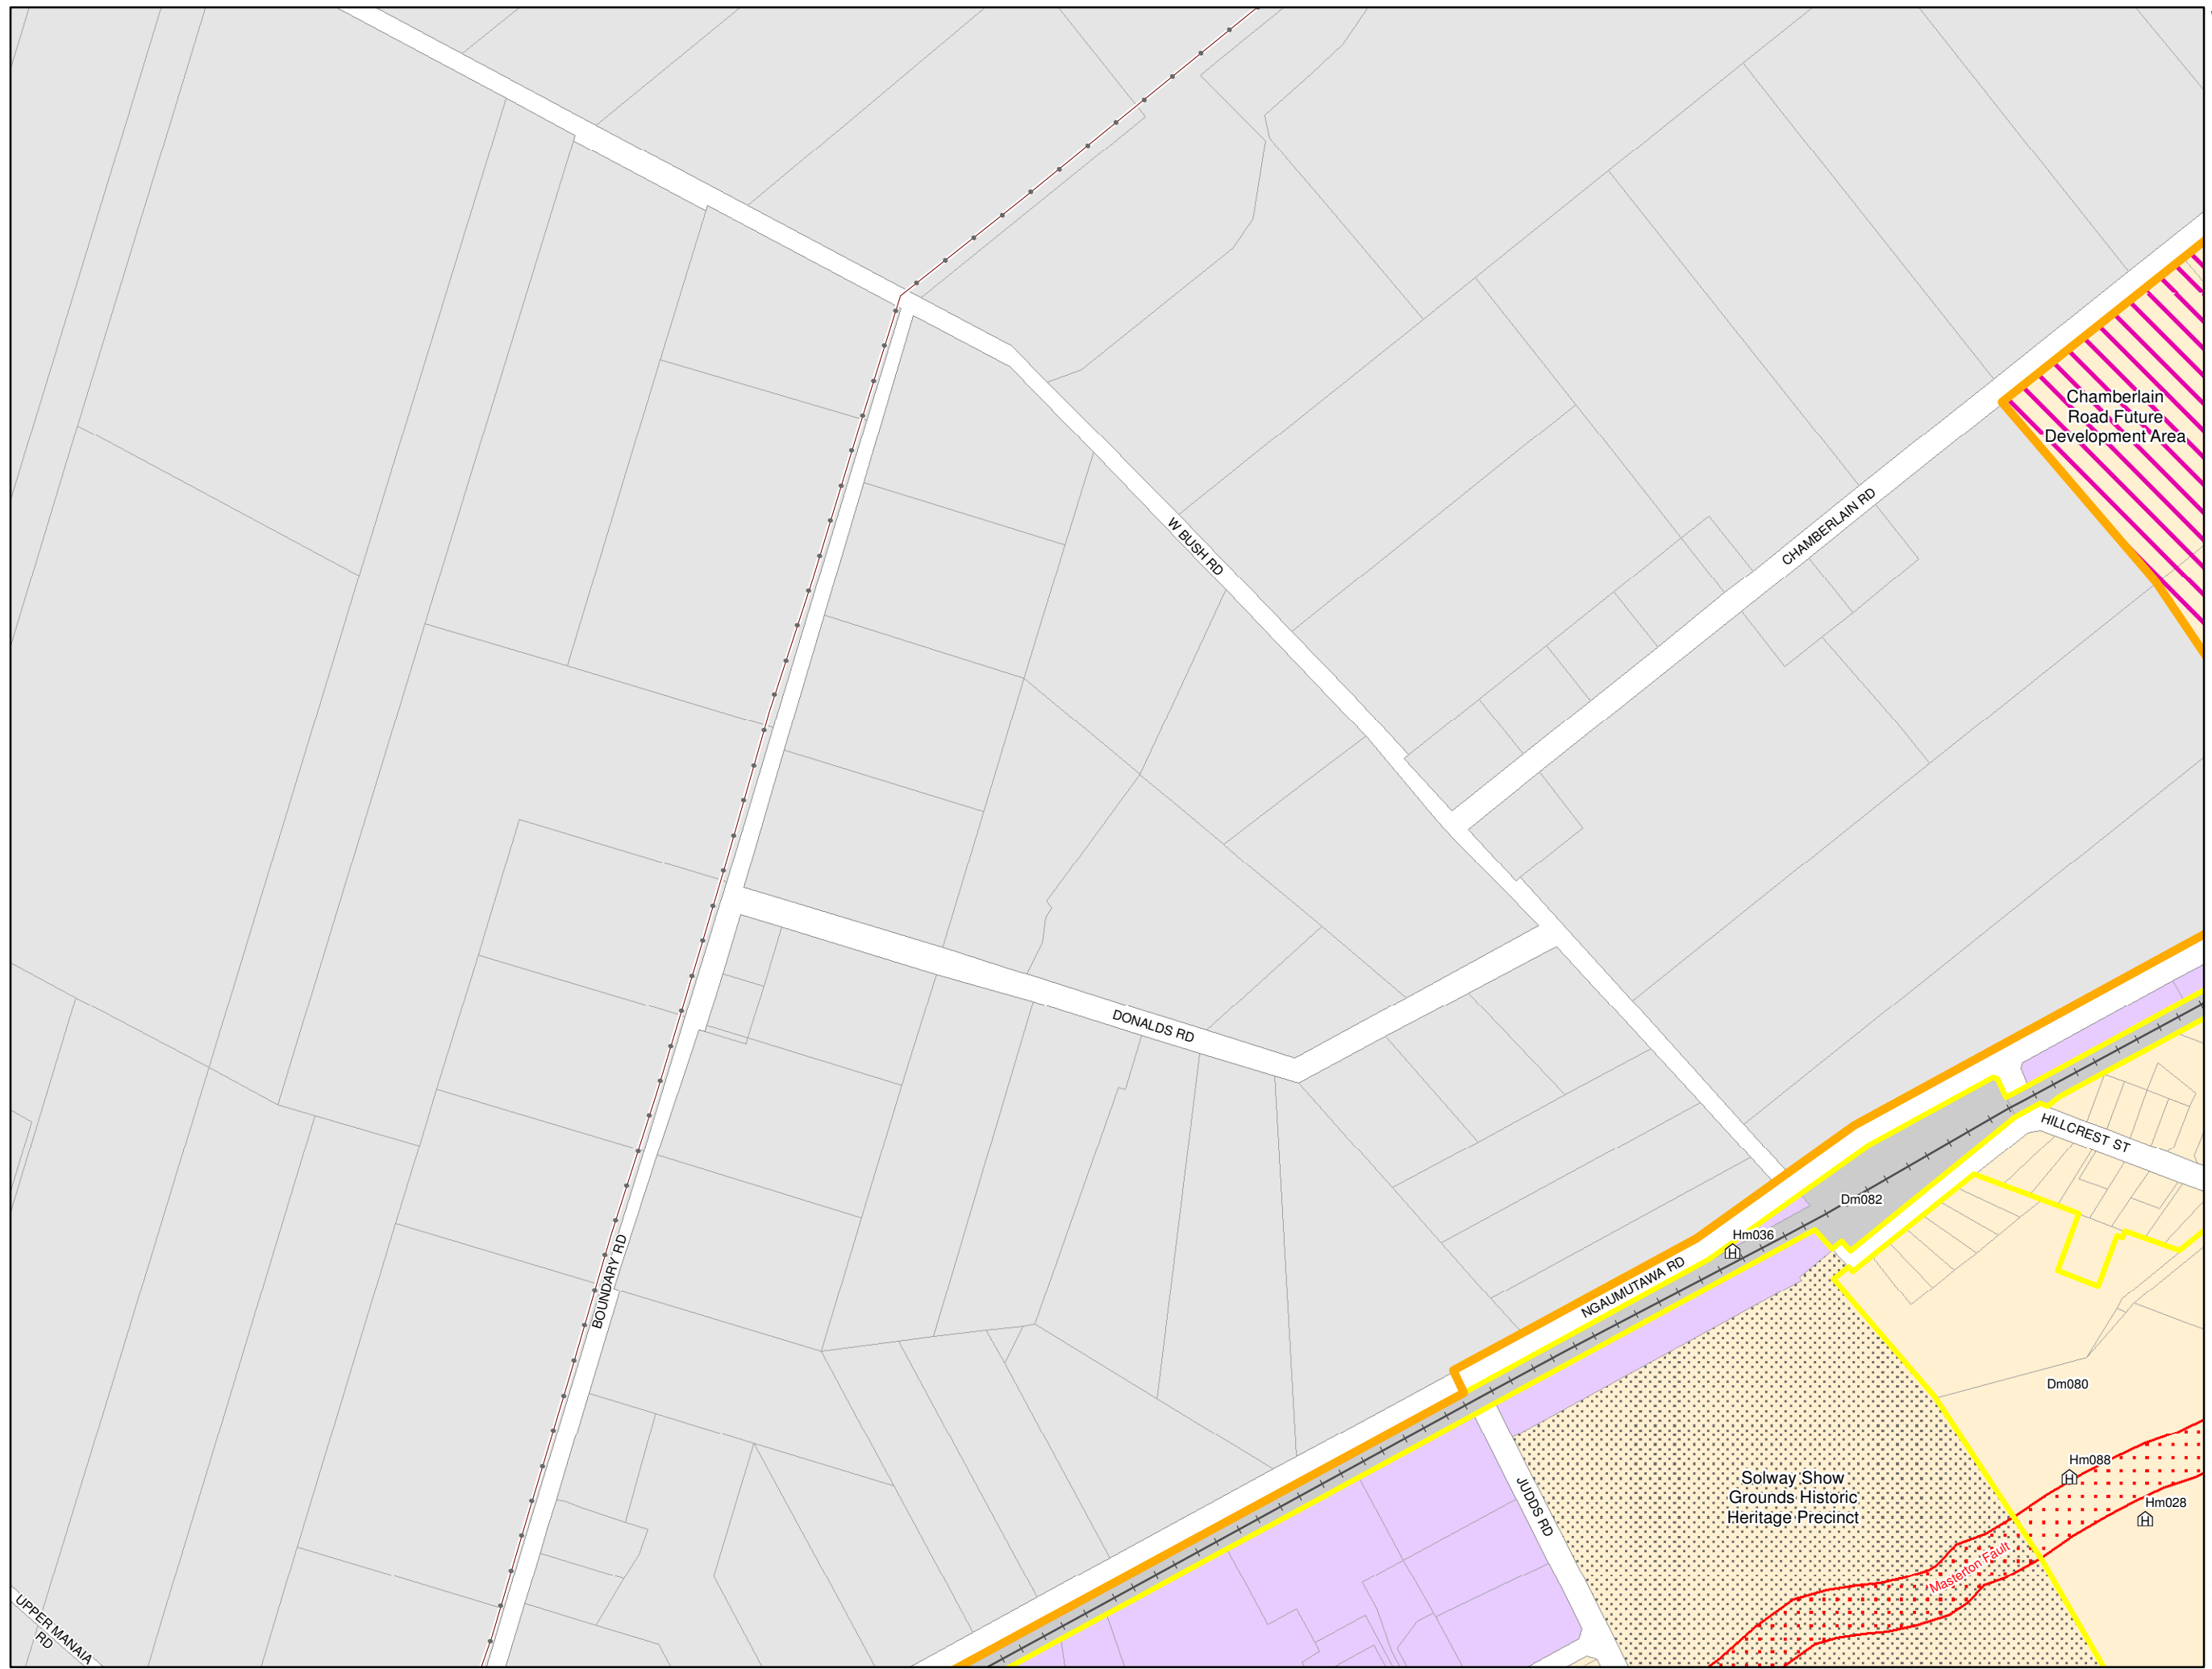 Chamberlain
Road Future
Development Area
CHAMBERLAIN RD
W BUSH RD
DONALDS RD
HILLCREST ST
Dm082
Hm036
H
NGAUMUTAWA RD
BOUNDARY RD
Dm080
Hm088
H
Hm028
H
Solway Show
Grounds Historic
Heritage Precinct
JUDDS RD
Masterton Fault
UPPER MANAIA
RD